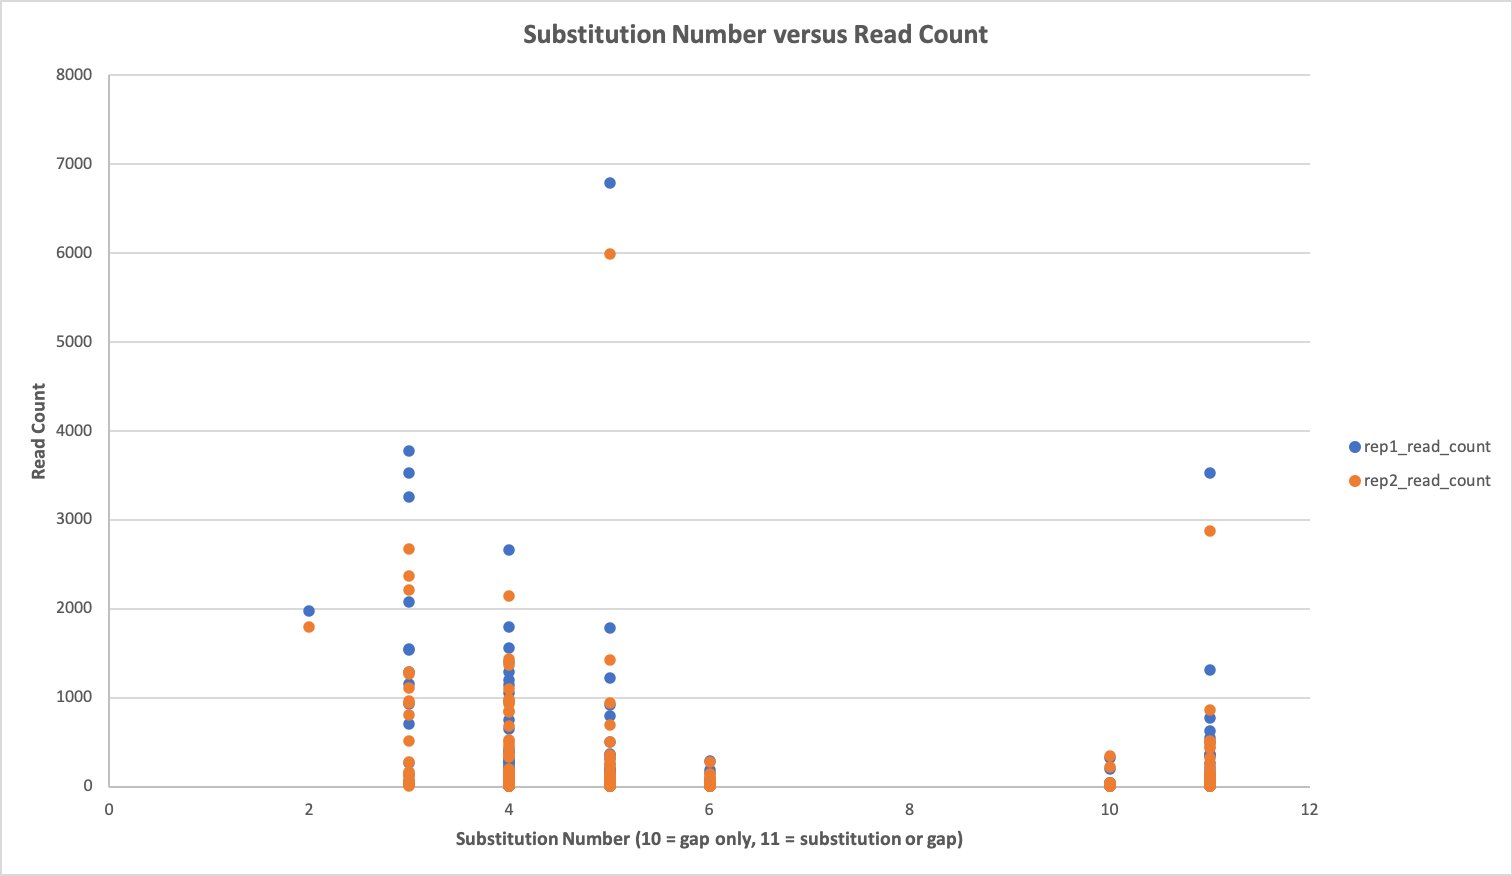 Substitution Number versus Read Count
8000
7000
6000
5000
4000
3000
2000
1000
0
Read Count
0 2 4 6 8 10 12
Substitution Number (10 = gap only, 11 = substitution or gap)
rep1_read_count
rep2_read_count